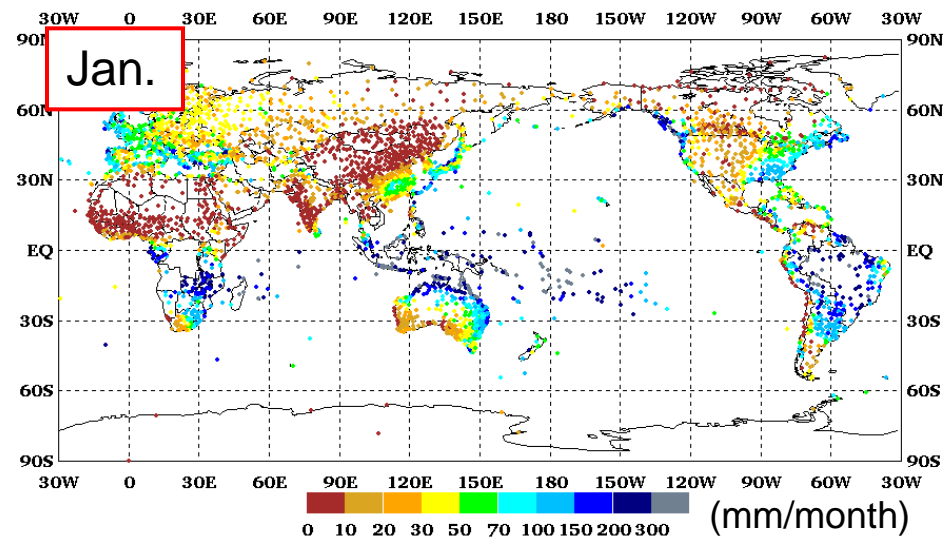 30W 0 30E 60E 90E 120E 150E 180 150W 120W 90W 60W 30W
90N 90N
Jan.
60N 60N
30N 30N
EQ EQ
30S 30S
60S 60S
90S 90S
30W 0 30E 60E 90E 120E 150E 180 150W 120W 90W 60W 30W
0 10 20 30 50 70 100 150 200 300 (mm/month)